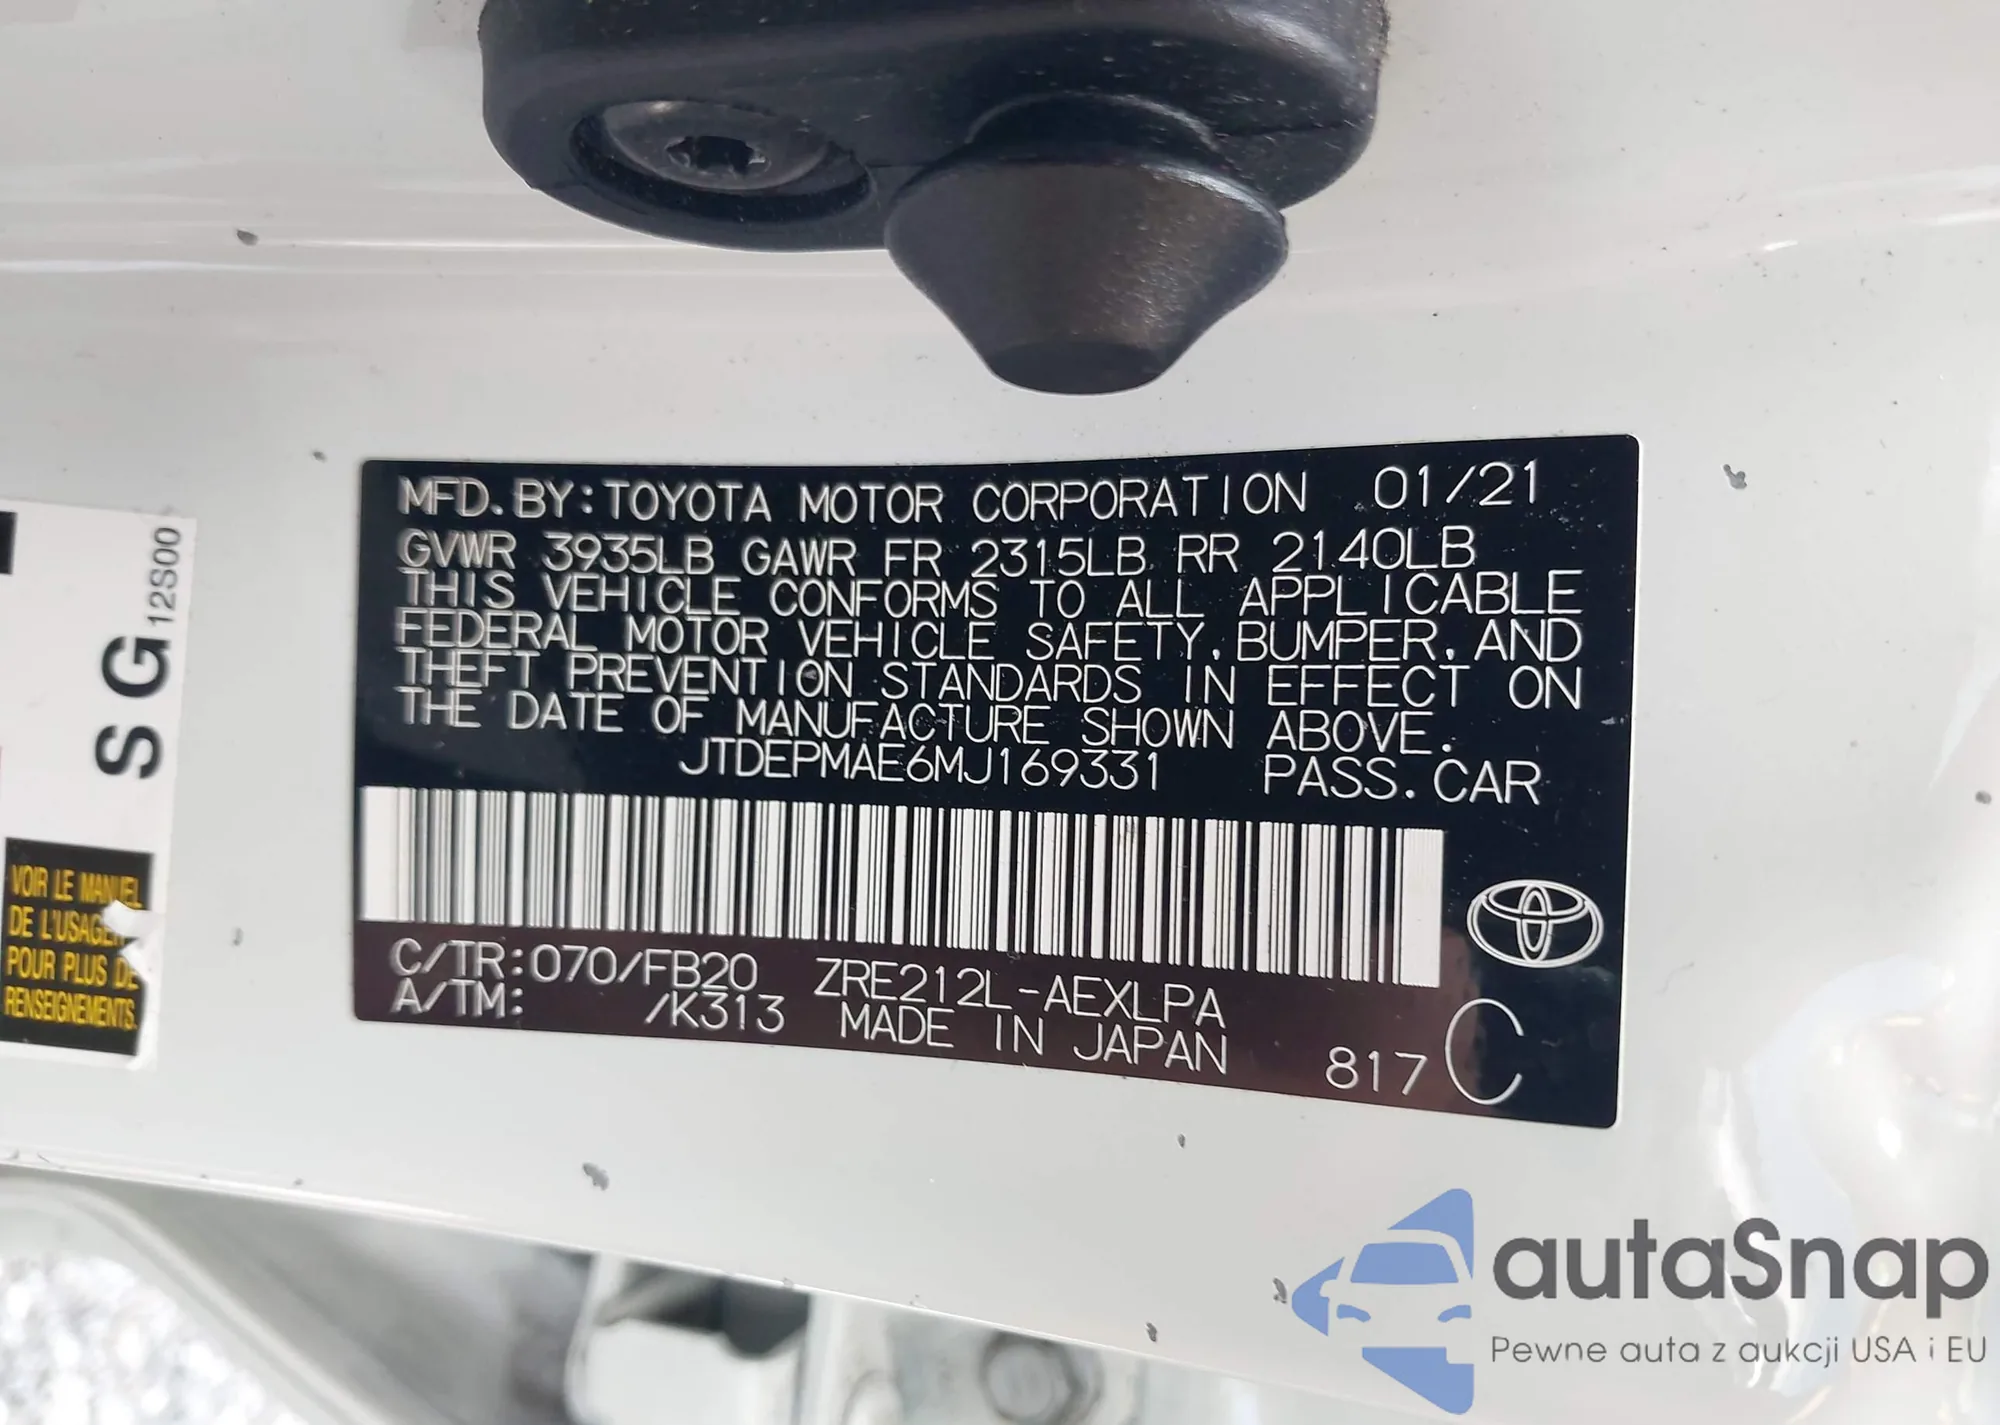 MFD. BY: TOYOTA MOTOR CORPORATION 01/21
GVWR 3935LB GAWR FR 2315LB RR 2140LB
THIS VEHICLE CONFORMS TO ALL APPLICABLE
FEDERAL MOTOR VEHICLE SAFETY, BUMPER, AND
THEFT PREVENTION STANDARDS IN EFFECT ON
THE DATE OF MANUFACTURE SHOWN ABOVE.
JTDEPMAE6MJ169331 PASS. CAR
C/TR: 070/FB20 ZRE212L-AEXLPA
A/TM: /K313 MADE IN JAPAN 817 C
S G 12S00
VOIR LE MANUEL
DE L'USAGER
POUR PLUS DE
RENSEIGNEMENTS.
autaSnap
Pewne auta z aukcji USA i EU